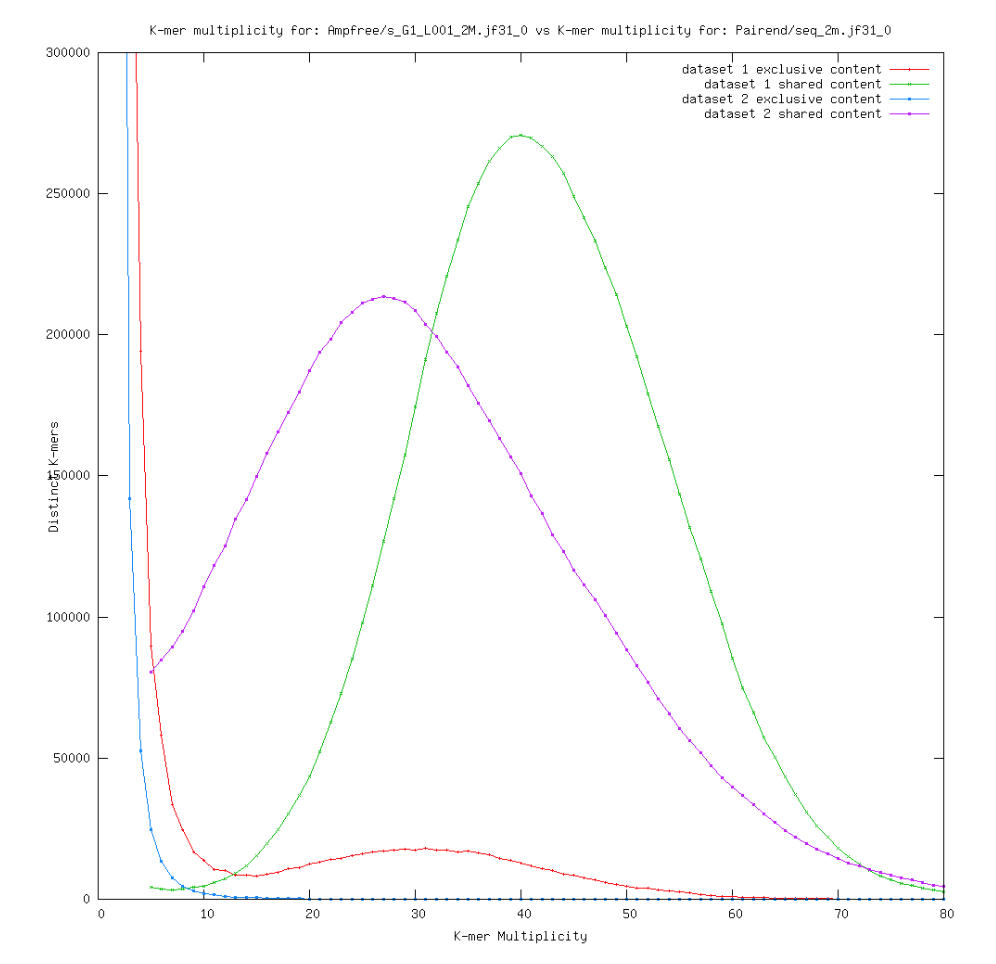 K-mer multiplicity for: Ampfree/s_G1_L001_2M.jf31_0 vs K-mer multiplicity for: Pairend/seq_2m.jf31_0
dataset 1 exclusive content
dataset 1 shared content
dataset 2 exclusive content
dataset 2 shared content
300000
250000
200000
150000
100000
50000
0
Distinct K-mers
0 10 20 30 40 50 60 70 80
K-mer Multiplicity